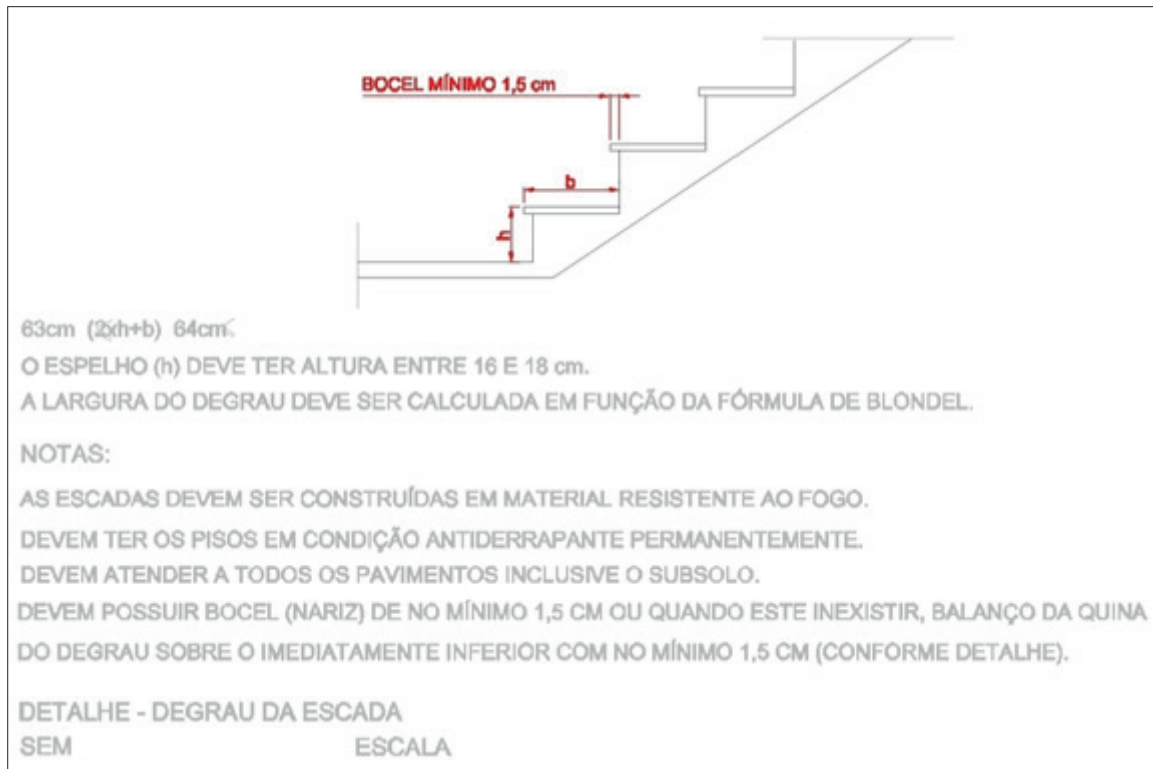 BOCEL MÍNIMO 1,5 cm
b
h
63cm (2xh+b) 64cm
O ESPELHO (h) DEVE TER ALTURA ENTRE 16 E 18 cm.
A LARGURA DO DEGRAU DEVE SER CALCULADA EM FUNÇÃO DA FÓRMULA DE BLONDEL.
NOTAS:
AS ESCADAS DEVEM SER CONSTRUÍDAS EM MATERIAL RESISTENTE AO FOGO.
DEVEM TER OS PISOS EM CONDIÇÃO ANTIDERRAPANTE PERMANENTEMENTE.
DEVEM ATENDER A TODOS OS PAVIMENTOS INCLUSIVE O SUBSOLO.
DEVEM POSSUIR BOCEL (NARIZ) DE NO MÍNIMO 1,5 CM OU QUANDO ESTE INEXISTIR, BALANÇO DA QUINA
DO DEGRAU SOBRE O IMEDIATAMENTE INFERIOR COM NO MÍNIMO 1,5 CM (CONFORME DETALHE).
DETALHE - DEGRAU DA ESCADA
SEM ESCALA